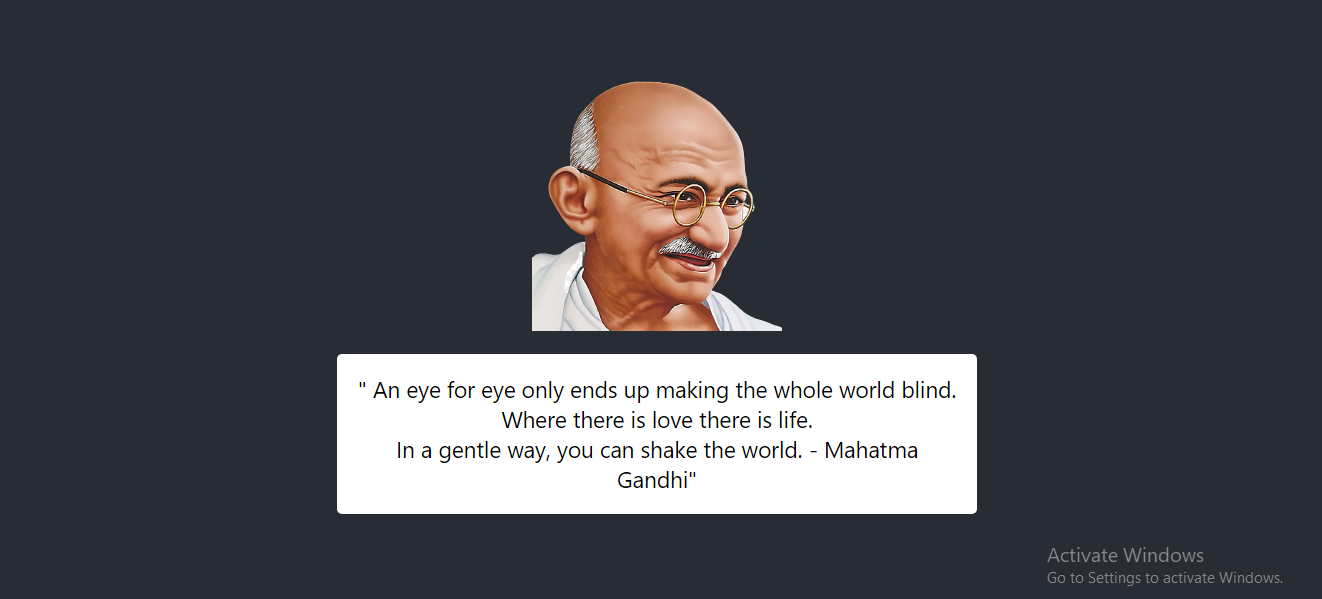 " An eye for eye only ends up making the whole world blind.
Where there is love there is life.
In a gentle way, you can shake the world. - Mahatma
Gandhi"
Activate Windows
Go to Settings to activate Windows.